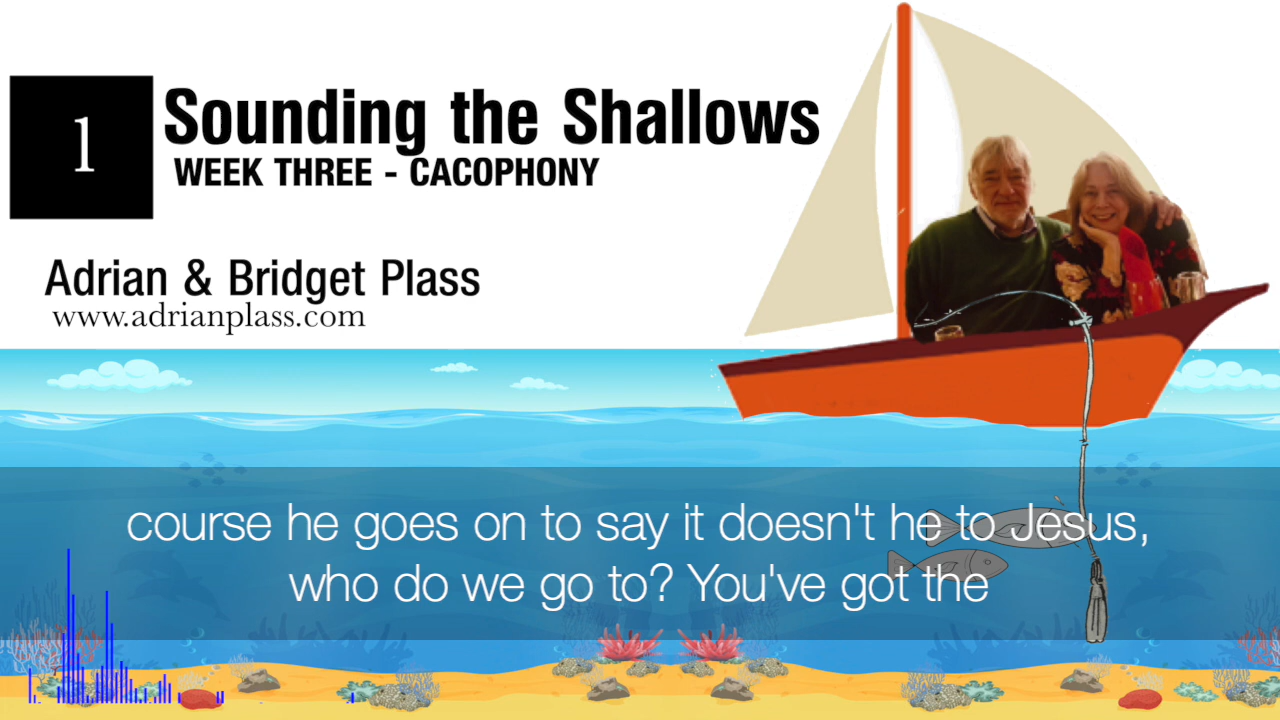 1
Sounding the Shallows
WEEK THREE - CACOPHONY
Adrian & Bridget Plass
www.adrianplass.com
course he goes on to say it doesn't he to Jesus,
who do we go to? You've got the